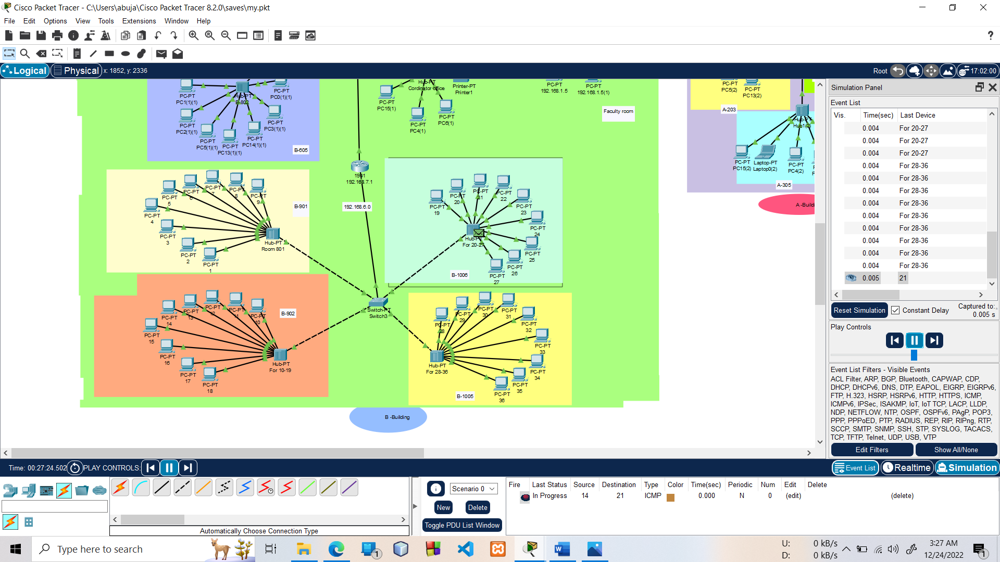 Cisco Packet Tracer - C:\Users\abuja\Cisco Packet Tracer 8.2.0\saves\my.pkt
File Edit Options View Tools Extensions Window Help
Logical Physical x: 1852, y: 2336
Root 17:02:00
PC-PT
PC1(1)(1)
Hub-PT
B-802
PC-PT
PC0(1)(1)
PC-PT
PC2(1)(1)
PC-PT
PC3(1)(1)
PC-PT
PC5(1)(1)
PC-PT
PC13(1)(1)
PC-PT
PC14(1)(1)
B-605
Hub-PT
Cordinator office
Printer-PT
Printer1
PC-PT
PC15(1)
PC-PT
PC4(1)
PC-PT
PC6(1)
PC-PT
192.168.1.5
PC-PT
192.168.1.5(1)
Faculty room
PC-PT
PC5(2)
PC-PT
PC13(2)
A-203
Hub-PT
Hub1(2)
PC-PT
PC15(2)
Laptop-PT
Laptop0(2)
PC-PT
PC4(2)
A-305
A -Buildi
1941
192.168.7.1
192.168.6.0
PC-PT
5
PC-PT
6
PC-PT
7
PC-PT
8
PC-PT
9
PC-PT
4
PC-PT
3
PC-PT
2
PC-PT
1
Hub-PT
Room 801
B-901
PC-PT
19
PC-PT
20
PC-PT
21
PC-PT
22
PC-PT
23
PC-PT
24
PC-PT
25
PC-PT
26
PC-PT
27
Hub-PT
For 20-27
B-1006
PC-PT
14
PC-PT
13
PC-PT
12
PC-PT
11
PC-PT
10
PC-PT
15
PC-PT
16
PC-PT
17
PC-PT
18
Hub-PT
For 10-19
B-902
Switch-PT
Switch3
PC-PT
28
PC-PT
29
PC-PT
30
PC-PT
31
PC-PT
32
PC-PT
33
PC-PT
34
PC-PT
35
PC-PT
36
Hub-PT
For 28-36
B-1005
B -Building
Simulation Panel
Event List
Vis. Time(sec) Last Device
0.004 For 20-27
0.004 For 20-27
0.004 For 20-27
0.004 For 28-36
0.004 For 28-36
0.004 For 28-36
0.004 For 28-36
0.004 For 28-36
0.004 For 28-36
0.004 For 28-36
0.004 For 28-36
0.004 For 28-36
0.005 21
Reset Simulation Constant Delay Captured to:
0.005 s
Play Controls
Event List Filters - Visible Events
ACL Filter, ARP, BGP, Bluetooth, CAPWAP, CDP,
DHCP, DHCPv6, DNS, DTP, EAPOL, EIGRP, EIGRPv6,
FTP, H.323, HSRP, HSRPv6, HTTP, HTTPS, ICMP,
ICMPv6, IPSec, ISAKMP, IoT, IoT TCP, LACP, LLDP,
NDP, NETFLOW, NTP, OSPF, OSPFv6, PAgP, POP3,
PPP, PPPoED, PTP, RADIUS, REP, RIP, RIPng, RTP,
SCCP, SMTP, SNMP, SSH, STP, SYSLOG, TACACS,
TCP, TFTP, Telnet, UDP, USB, VTP
Edit Filters Show All/None
Time: 00:27:24.502 PLAY CONTROLS:
Event List Realtime Simulation
Automatically Choose Connection Type
Scenario 0
New Delete
Toggle PDU List Window
Fire Last Status Source Destination Type Color Time(sec) Periodic Num Edit Delete
In Progress 14 21 ICMP 0.000 N 0 (edit) (delete)
Type here to search
1
U: 0 kB/s
D: 0 kB/s
3:27 AM
12/24/2022
1